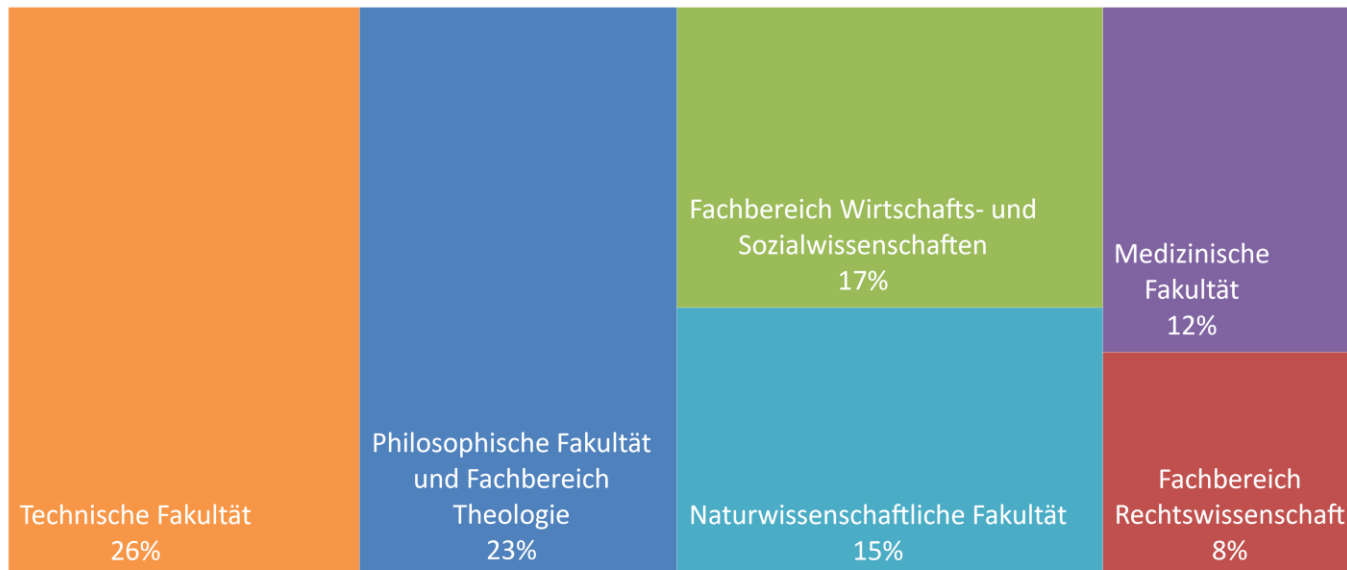 Technische Fakultät
26%
Philosophische Fakultät
und Fachbereich
Theologie
23%
Fachbereich Wirtschafts- und
Sozialwissenschaften
17%
Naturwissenschaftliche Fakultät
15%
Medizinische
Fakultät
12%
Fachbereich
Rechtswissenschaft
8%